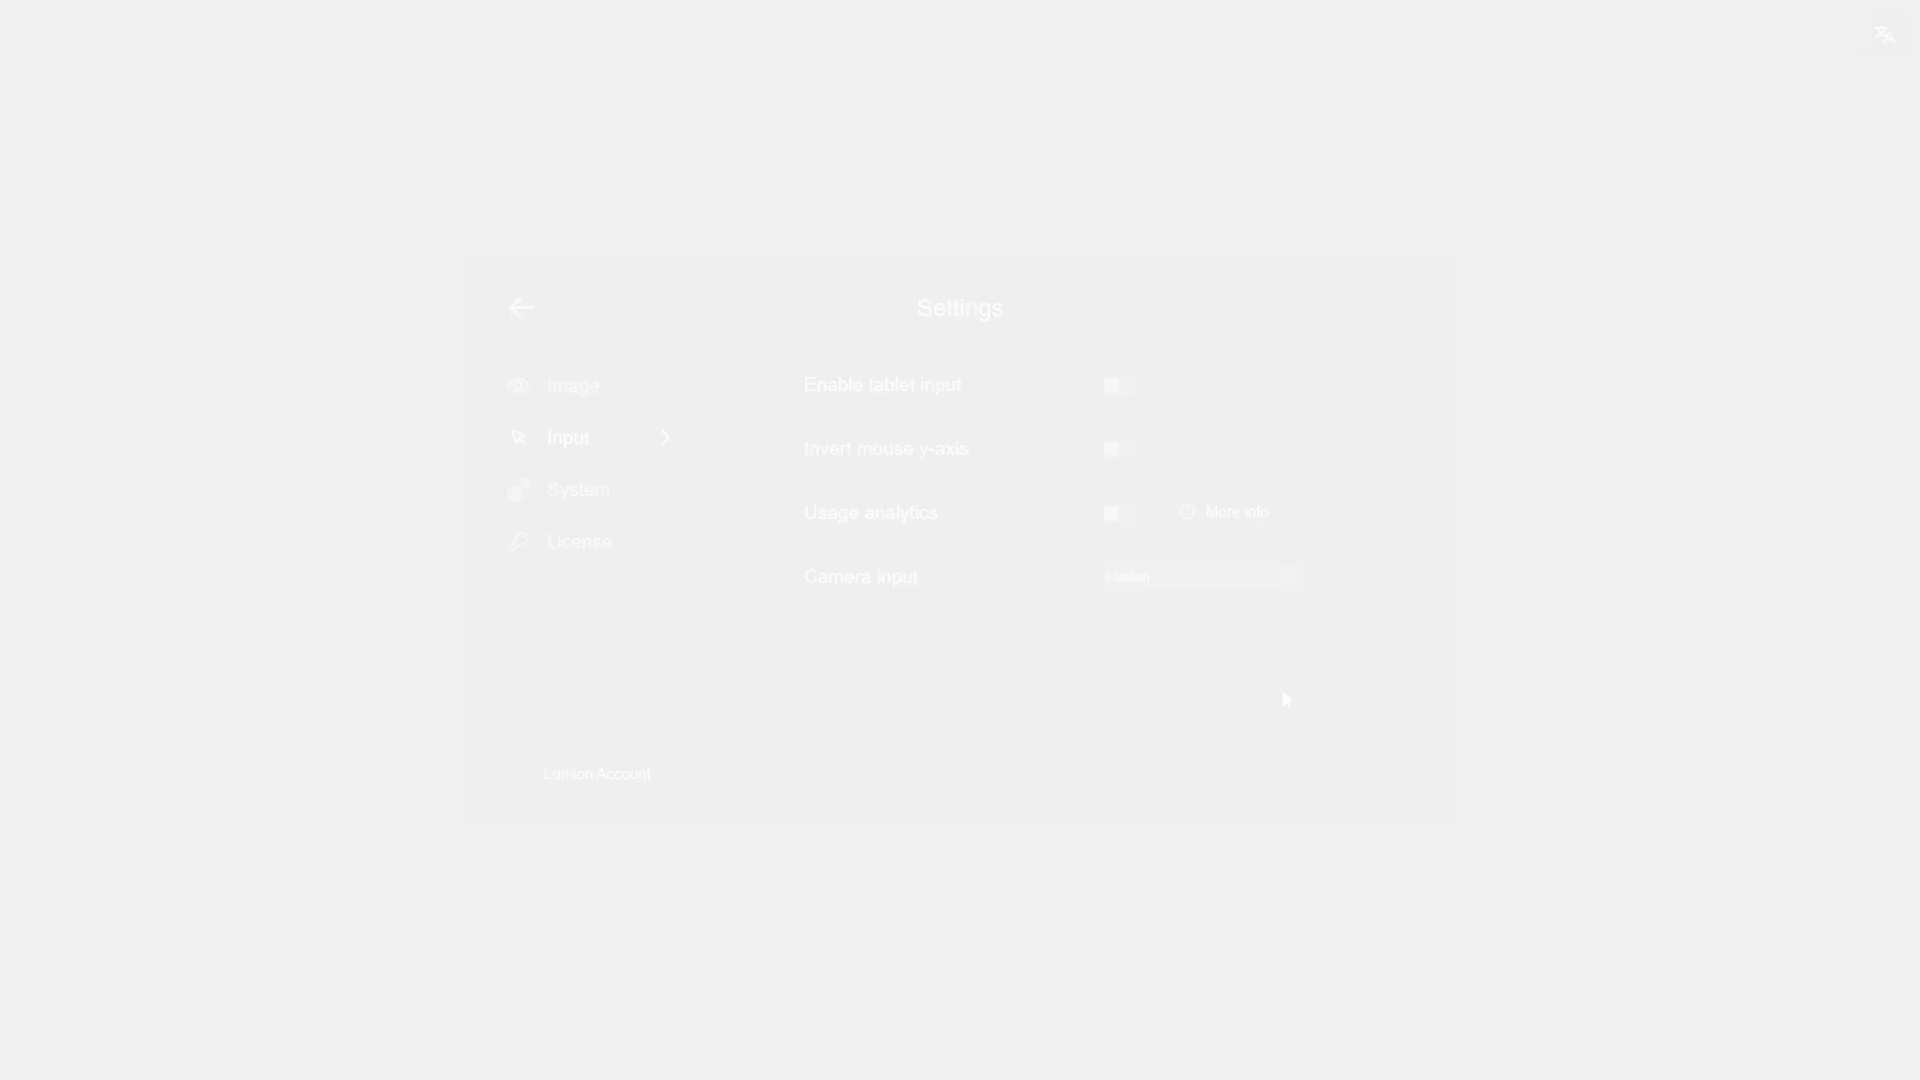 Settings
Image
Input
System
License
Enable tablet input
Invert mouse y-axis
Usage analytics
More info
Camera input
Lumion
Lumion Account